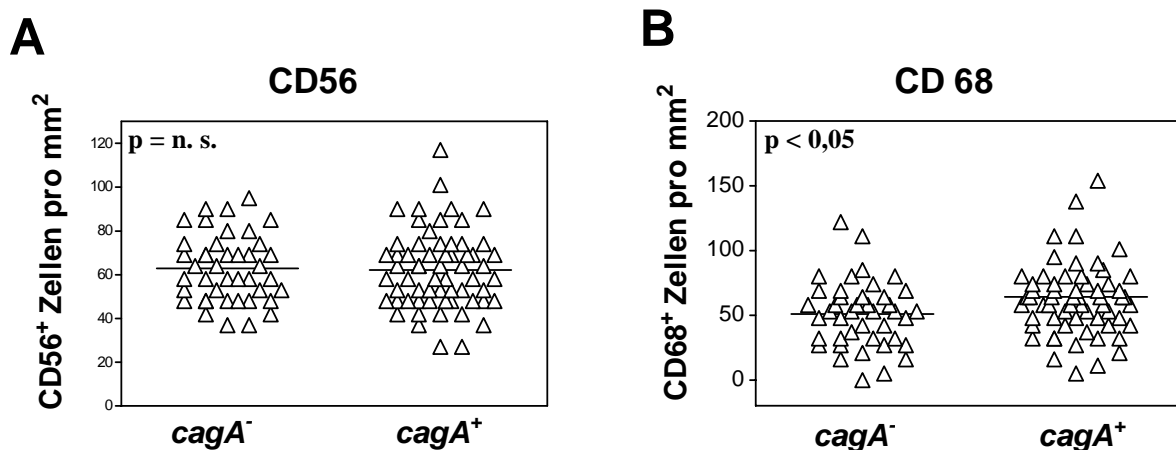 A
CD56
CD56⁺ Zellen pro mm²
p = n. s.
120
100
80
60
40
20
0
cagA⁻
cagA⁺
B
CD 68
CD68⁺ Zellen pro mm²
p < 0,05
200
150
100
50
0
cagA⁻
cagA⁺